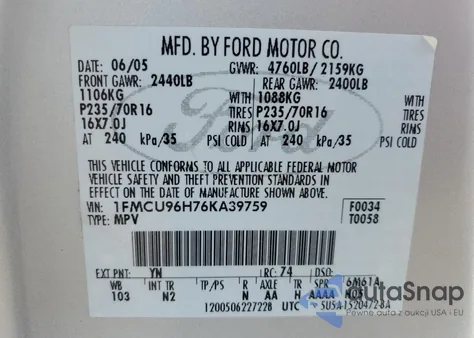 MFD. BY FORD MOTOR CO.
DATE: 06/05 GVWR: 4760LB/ 2159KG
FRONT GAWR: 2440LB REAR GAWR: 2400LB
1106KG WITH 1088KG WITH
P235/70R16 TIRES P235/70R16 TIRES
16X7.0J RIMS 16X7.0J RIMS
AT 240 kPa/35 PSI COLD AT 240 kPa/35 PSI COLD
THIS VEHICLE CONFORMS TO ALL APPLICABLE FEDERAL MOTOR
VEHICLE SAFETY AND THEFT PREVENTION STANDARDS IN
EFFECT ON THE DATE OF MANUFACTURE SHOWN ABOVE.
VIN: 1FMCU96H76KA39759 F0034
TYPE: MPV T0058
EXT PNT: YN RC: 74 DSO:
WB INT TR TP/PS R AXLE TR SPR 6M61A
103 N2 N AA H AAAA
1200506227228 UTC
Ford
AutaSnap
Pewne auta z aukcji USA - EU